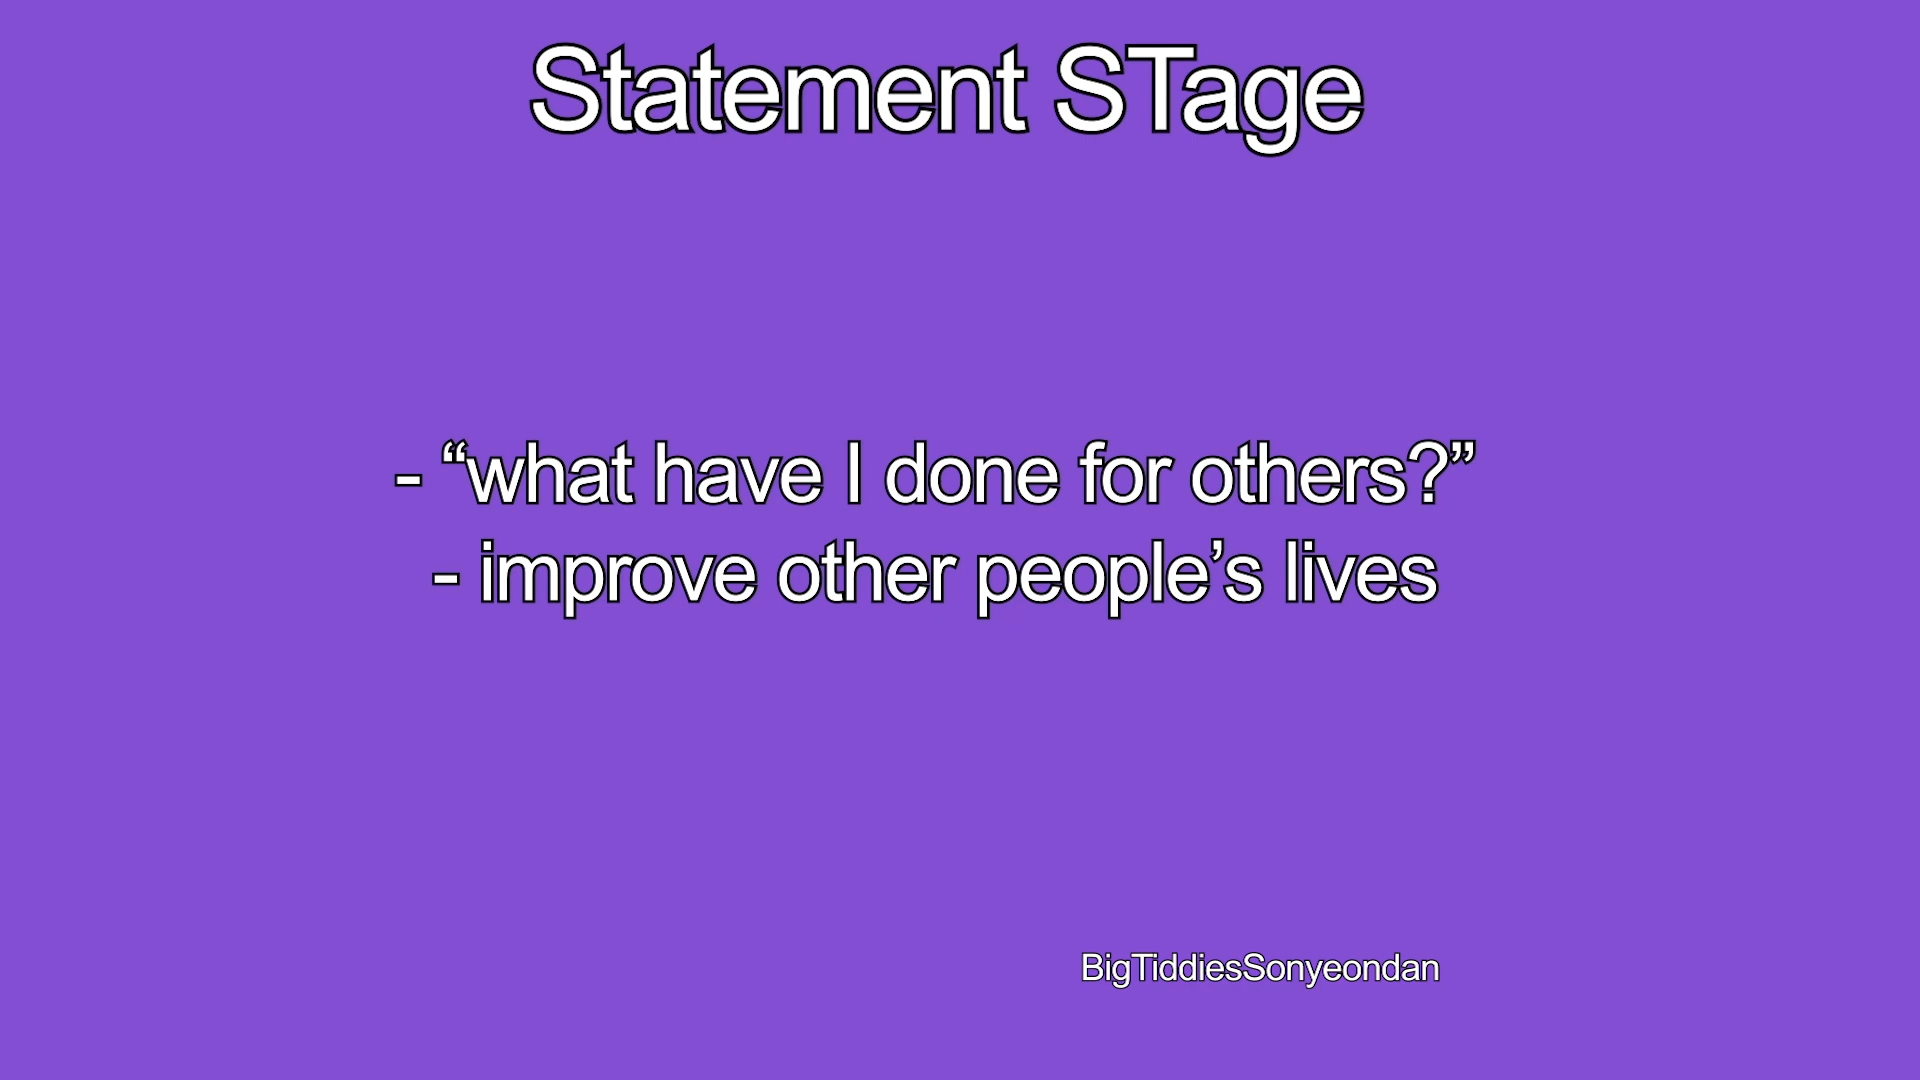 Statement STage
- “what have I done for others?”
- improve other people’s lives
BigTiddiesSonyeondan